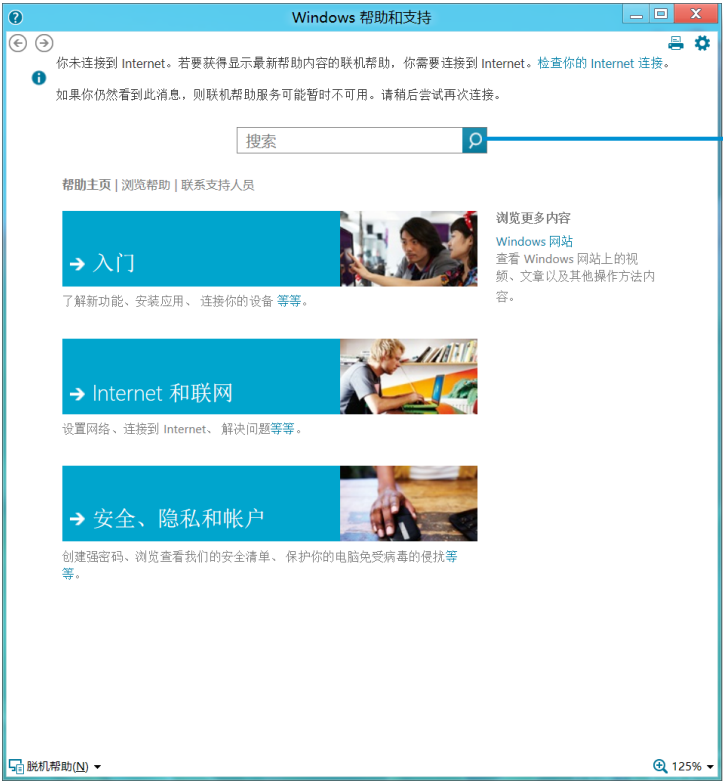 Windows 帮助和支持
你未连接到 Internet。若要获得显示最新帮助内容的联机帮助，你需要连接到 Internet。检查你的 Internet 连接。
如果你仍然看到此消息，则联机帮助服务可能暂时不可用。请稍后尝试再次连接。
搜索
帮助主页 | 浏览帮助 | 联系支持人员
入门
了解新功能、安装应用、 连接你的设备 等等。
浏览更多内容
Windows 网站
查看 Windows 网站上的视
频、文章以及其他操作方法内
容。
Internet 和联网
设置网络、连接到 Internet、 解决问题等等。
安全、隐私和帐户
创建强密码、浏览查看我们的安全清单、 保护你的电脑免受病毒的侵扰等
等。
脱机帮助(N)
125%